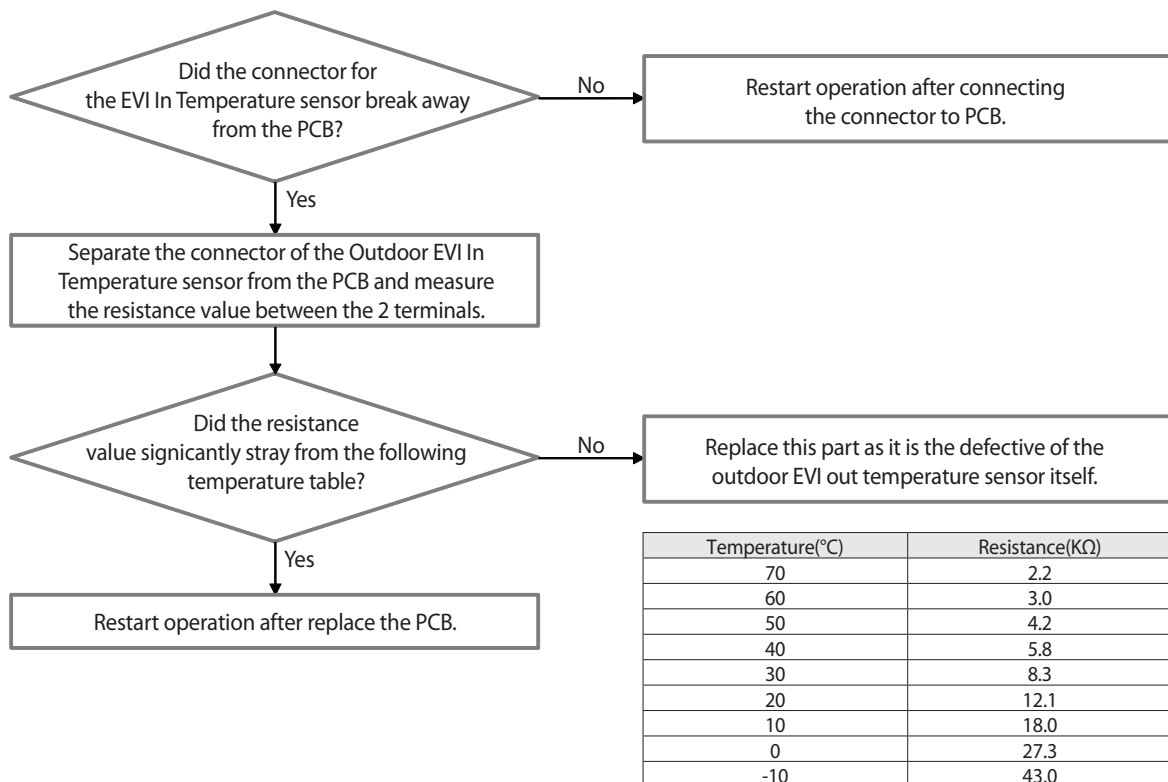 Did the connector for
the EVI In Temperature sensor break away
from the PCB?
No
Restart operation after connecting
the connector to PCB.
Yes
Separate the connector of the Outdoor EVI In
Temperature sensor from the PCB and measure
the resistance value between the 2 terminals.
Did the resistance
value signicantly stray from the following
temperature table?
No
Replace this part as it is the defective of the
outdoor EVI out temperature sensor itself.
Yes
Restart operation after replace the PCB.
Temperature(°C) Resistance(KΩ)
70 2.2
60 3.0
50 4.2
40 5.8
30 8.3
20 12.1
10 18.0
0 27.3
-10 43.0